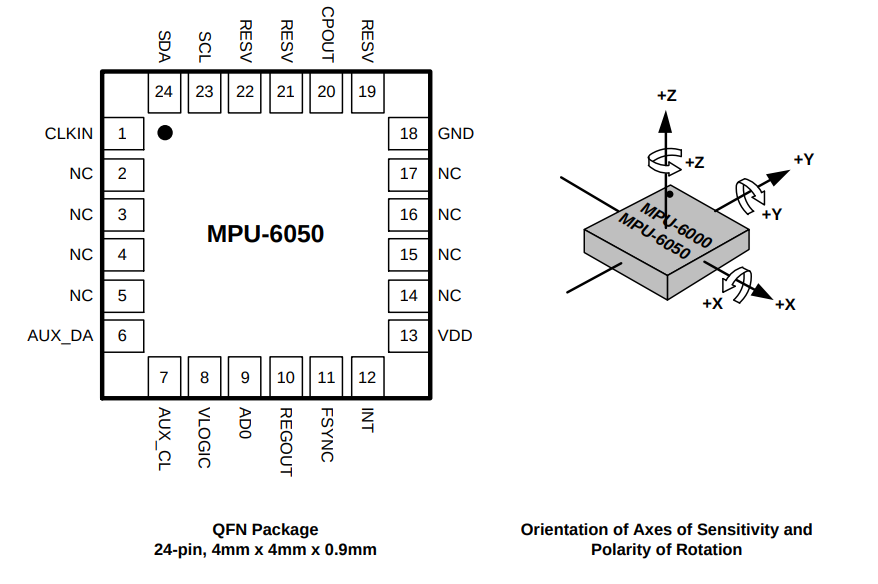 SDA
SCL
RESV
RESV
CPOUT
RESV
24 23 22 21 20 19
CLKIN 1
NC 2
NC 3
NC 4
NC 5
AUX_DA 6
MPU-6050
18 GND
17 NC
16 NC
15 NC
14 NC
13 VDD
7 8 9 10 11 12
AUX_CL
VLOGIC
AD0
REGOUT
FSYNC
INT
QFN Package
24-pin, 4mm x 4mm x 0.9mm
+Z
+Z
+Y
+Y
MPU-6000
MPU-6050
+X
+X
Orientation of Axes of Sensitivity and
Polarity of Rotation